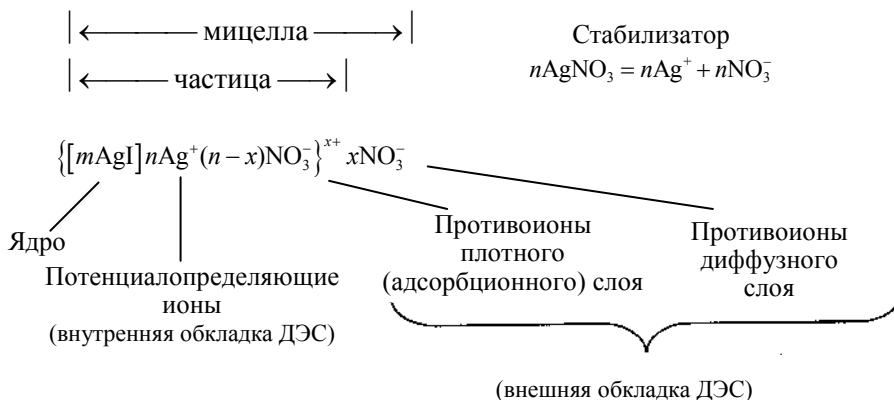 мицелла
Стабилизатор
nAgNO₃ = nAg⁺ + nNO₃⁻
частица
{[mAgI] nAg⁺(n − x)NO₃⁻}ˣ⁺ xNO₃⁻
Ядро
Потенциалопределяющие
ионы
(внутренняя обкладка ДЭС)
Противоионы
плотного
(адсорбционного) слоя
Противоионы
диффузного
слоя
(внешняя обкладка ДЭС)